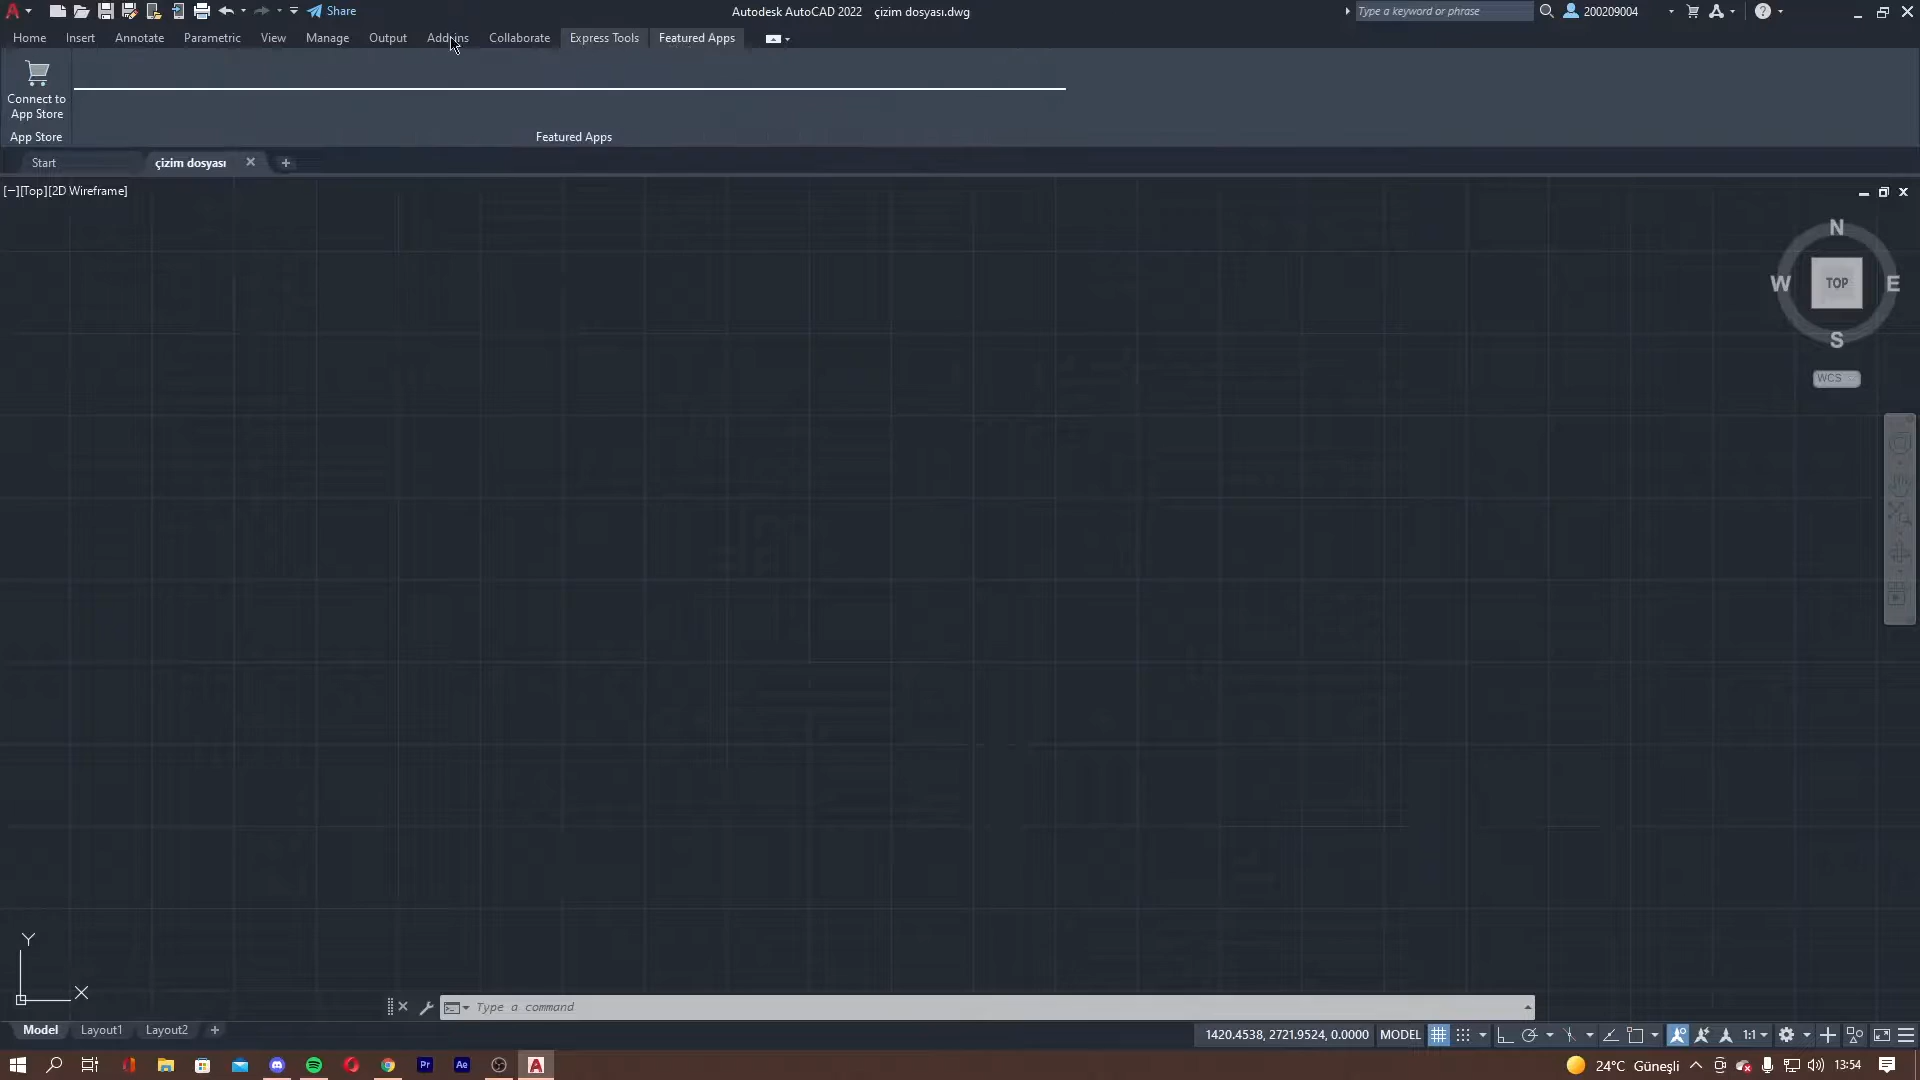 Share
Autodesk AutoCAD 2022 çizim dosyası.dwg
Type a keyword or phrase
200209004
Home Insert Annotate Parametric View Manage Output Add-ins Collaborate Express Tools Featured Apps
Connect to
App Store
App Store
Featured Apps
Start
çizim dosyası
[−][Top][2D Wireframe]
N
W TOP E
S
WCS
Y
X
Type a command
Model Layout1 Layout2
1420.4538, 2721.9524, 0.0000 MODEL
1:1
Pr Ae A
24°C Güneşli
13:54